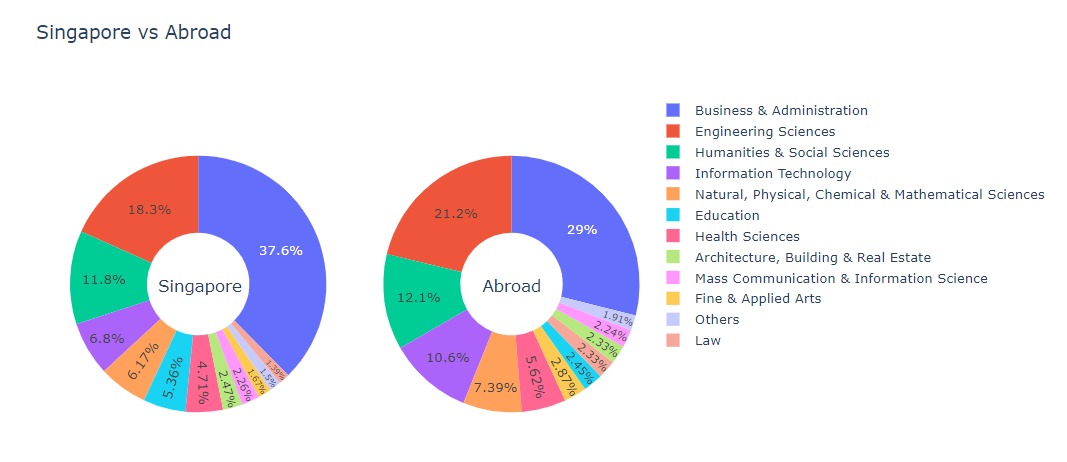 Singapore vs Abroad
37.6%
18.3%
11.8%
6.8%
6.17%
5.36%
4.71%
2.47%
2.26%
1.67%
1.5%
1.39%
Singapore
29%
21.2%
12.1%
10.6%
7.39%
5.62%
2.87%
2.45%
2.33%
2.33%
2.24%
1.91%
Abroad
Business & Administration
Engineering Sciences
Humanities & Social Sciences
Information Technology
Natural, Physical, Chemical & Mathematical Sciences
Education
Health Sciences
Architecture, Building & Real Estate
Mass Communication & Information Science
Fine & Applied Arts
Others
Law